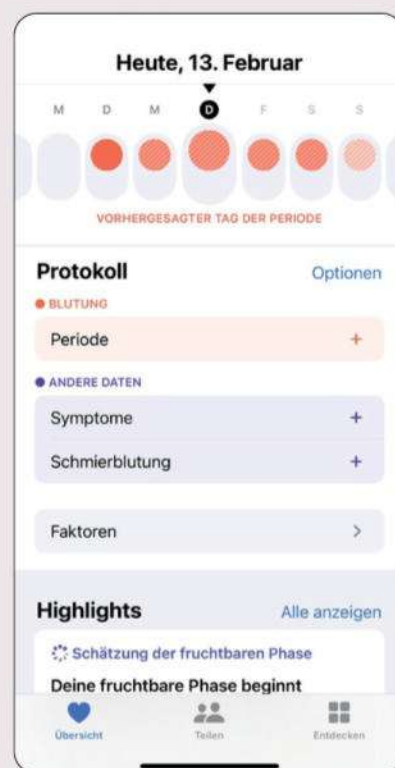 Heute, 13. Februar
M D M D F S S
VORHERGESAGTER TAG DER PERIODE
Protokoll Optionen
BLUTUNG
Periode +
ANDERE DATEN
Symptome +
Schmierblutung +
Faktoren >
Highlights Alle anzeigen
Schätzung der fruchtbaren Phase
Deine fruchtbare Phase beginnt
Übersicht Teilen Entdecken